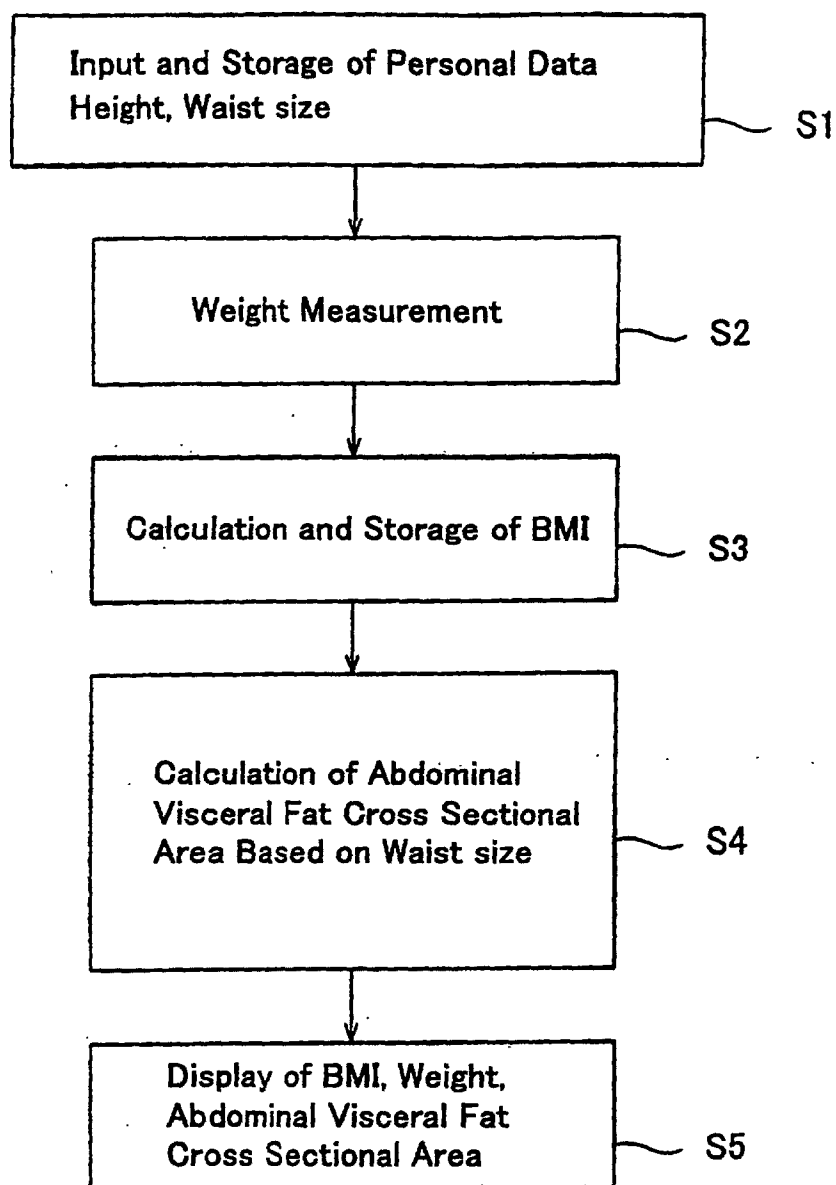 Input and Storage of Personal Data
Height, Waist size
S1
Weight Measurement
S2
Calculation and Storage of BMI
S3
Calculation of Abdominal
Visceral Fat Cross Sectional
Area Based on Waist size
S4
Display of BMI, Weight,
Abdominal Visceral Fat
Cross Sectional Area
S5